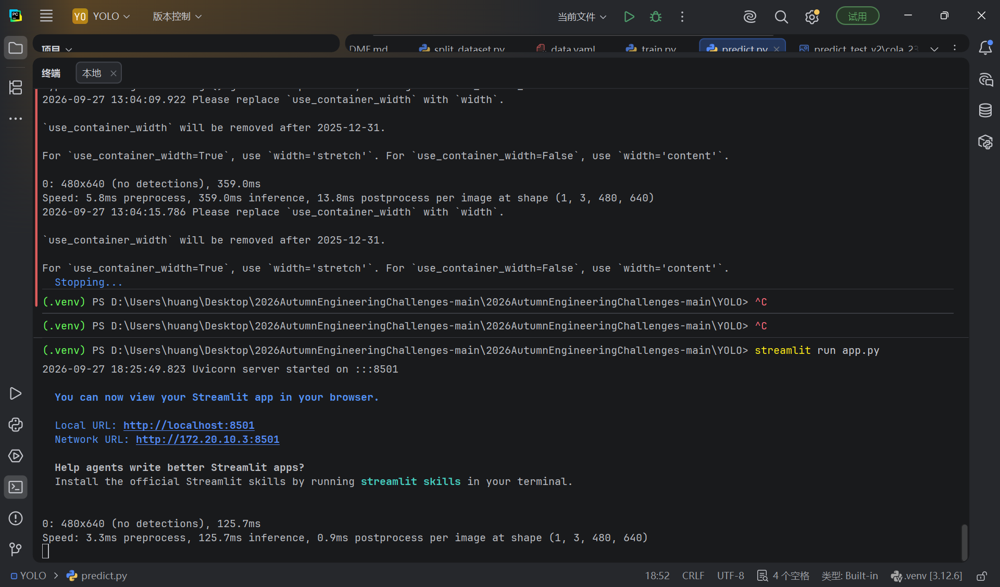 YO YOLO 版本控制 当前文件 试用
项目 DME.md split_dataset.py data.yaml train.py predict.py predict_test_v2\cola_23
终端 本地
2026-09-27 13:04:09.922 Please replace `use_container_width` with `width`.
`use_container_width` will be removed after 2025-12-31.
For `use_container_width=True`, use `width='stretch'`. For `use_container_width=False`, use `width='content'`.
0: 480x640 (no detections), 359.0ms
Speed: 5.8ms preprocess, 359.0ms inference, 13.8ms postprocess per image at shape (1, 3, 480, 640)
2026-09-27 13:04:15.786 Please replace `use_container_width` with `width`.
`use_container_width` will be removed after 2025-12-31.
For `use_container_width=True`, use `width='stretch'`. For `use_container_width=False`, use `width='content'`.
Stopping...
(.venv) PS D:\Users\huang\Desktop\2026AutumnEngineeringChallenges-main\2026AutumnEngineeringChallenges-main\YOLO> ^C
(.venv) PS D:\Users\huang\Desktop\2026AutumnEngineeringChallenges-main\2026AutumnEngineeringChallenges-main\YOLO> ^C
(.venv) PS D:\Users\huang\Desktop\2026AutumnEngineeringChallenges-main\2026AutumnEngineeringChallenges-main\YOLO> streamlit run app.py
2026-09-27 18:25:49.823 Uvicorn server started on :::8501
You can now view your Streamlit app in your browser.
Local URL: http://localhost:8501
Network URL: http://172.20.10.3:8501
Help agents write better Streamlit apps?
Install the official Streamlit skills by running streamlit skills in your terminal.
0: 480x640 (no detections), 125.7ms
Speed: 3.3ms preprocess, 125.7ms inference, 0.9ms postprocess per image at shape (1, 3, 480, 640)
YOLO > predict.py 18:52 CRLF UTF-8 4 个空格 类型: Built-in .venv [3.12.6]